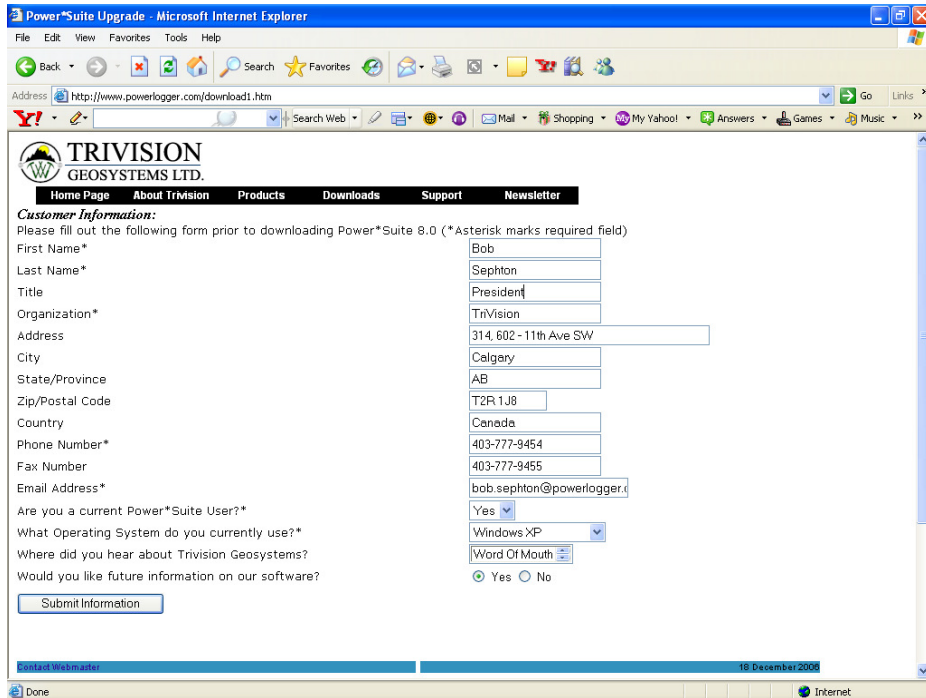 Power*Suite Upgrade - Microsoft Internet Explorer
File Edit View Favorites Tools Help
Back Search Favorites
Address http://www.powerlogger.com/download1.htm Go Links »
Y! Search Web Mail Shopping My Yahoo! Answers Games Music »
TRIVISION
GEOSYSTEMS LTD.
Home Page About Trivision Products Downloads Support Newsletter
Customer Information:
Please fill out the following form prior to downloading Power*Suite 8.0 (*Asterisk marks required field)
First Name* Bob
Last Name* Sephton
Title President
Organization* TriVision
Address 314, 602 - 11th Ave SW
City Calgary
State/Province AB
Zip/Postal Code T2R 1J8
Country Canada
Phone Number* 403-777-9454
Fax Number 403-777-9455
Email Address* bob.sephton@powerlogger.c
Are you a current Power*Suite User?* Yes
What Operating System do you currently use?* Windows XP
Where did you hear about Trivision Geosystems? Word Of Mouth
Would you like future information on our software? Yes No
Submit Information
Contact Webmaster 18 December 2006
Done Internet